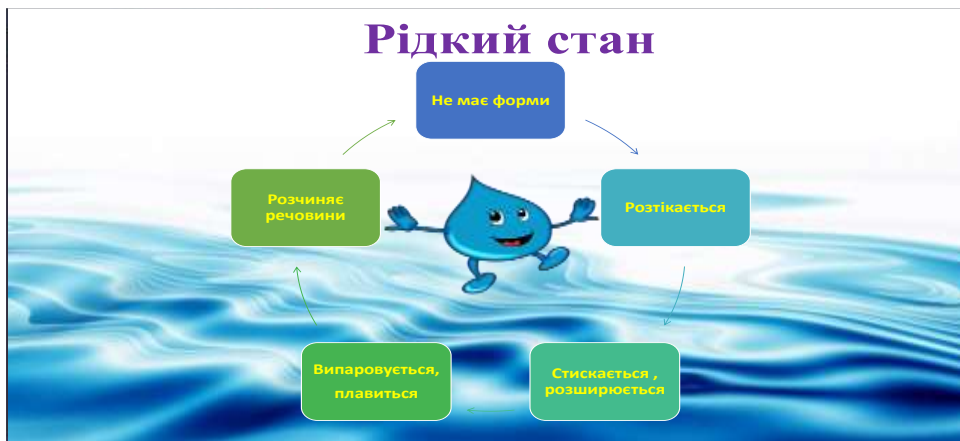 Рідкий стан
Не має форми
Розтікається
Стискається ,
розширюється
Випаровується,
плавиться
Розчиняє
речовини